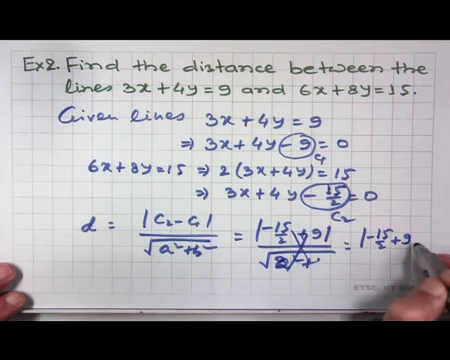 Ex2. Find the distance between the
lines 3x+4y=9 and 6x+8y=15.
Given lines 3x+4y=9
⇒ 3x+4y-9=0
C₁
6x+8y=15 ⇒ 2(3x+4y)=15
⇒ 3x+4y-15/2=0
C₂
d = |C₂-C₁|/√(a²+b²) = |-15/2+9|/√ = |-15/2+9